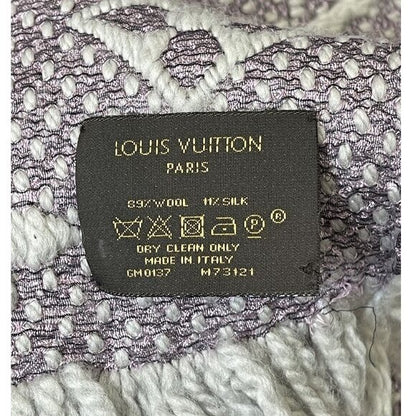 LOUIS VUITTON
PARIS
89% WOOL 11% SILK
P ®
DRY CLEAN ONLY
MADE IN ITALY
GM0137 M73121